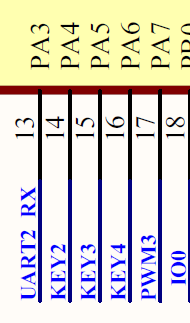 PA3
PA4
PA5
PA6
PA7
13
14
15
16
17
18
UART2_RX
KEY2
KEY3
KEY4
PWM3
IO0